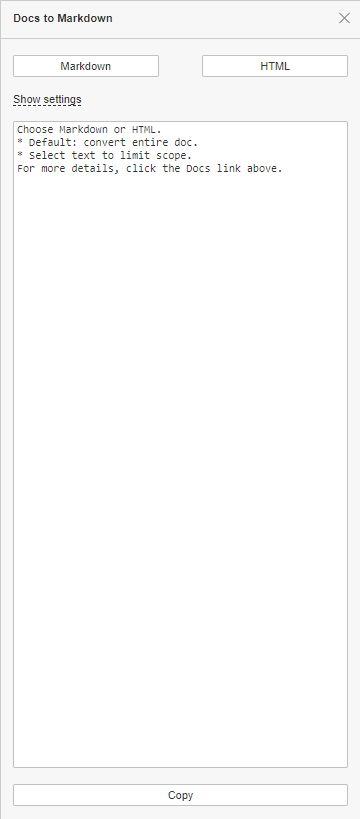 Docs to Markdown
Markdown
HTML
Show settings
Choose Markdown or HTML.
* Default: convert entire doc.
* Select text to limit scope.
For more details, click the Docs link above.
Copy